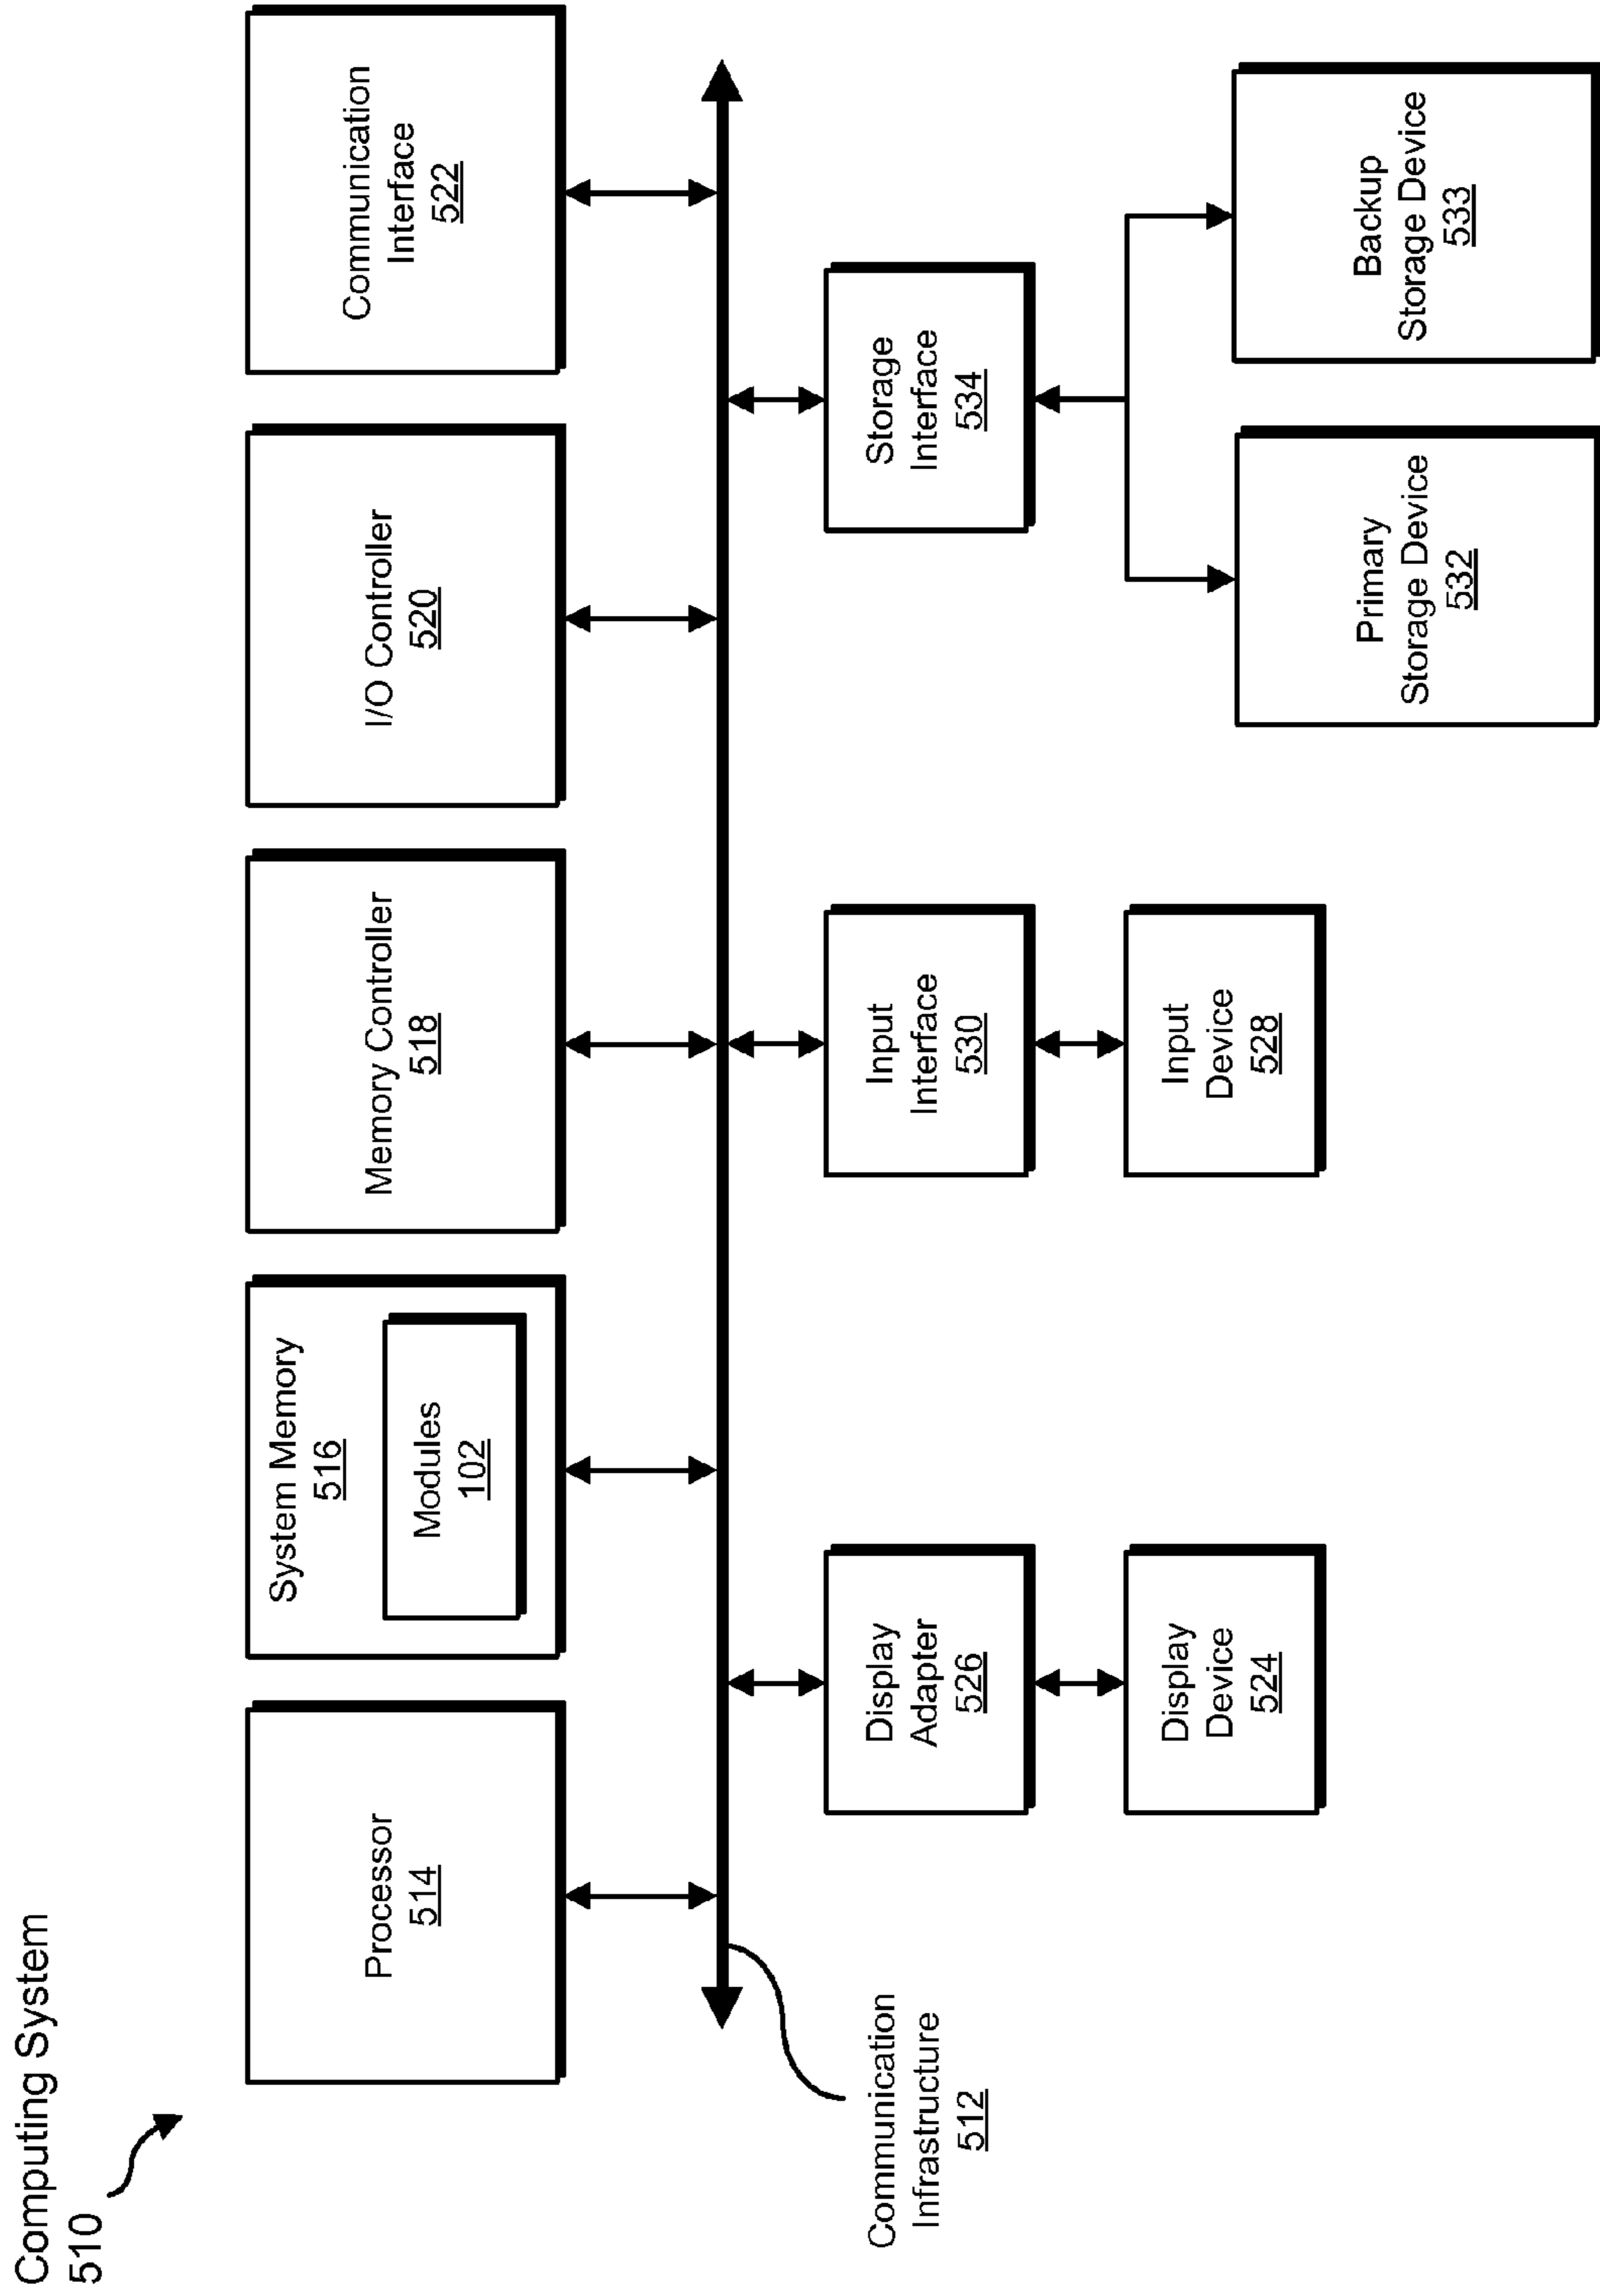 Computing System
510
Processor
514
System Memory
516
Modules
102
Memory Controller
518
I/O Controller
520
Communication
Interface
522
Communication
Infrastructure
512
Display
Adapter
526
Input
Interface
530
Storage
Interface
534
Display
Device
524
Input
Device
528
Primary
Storage Device
532
Backup
Storage Device
533